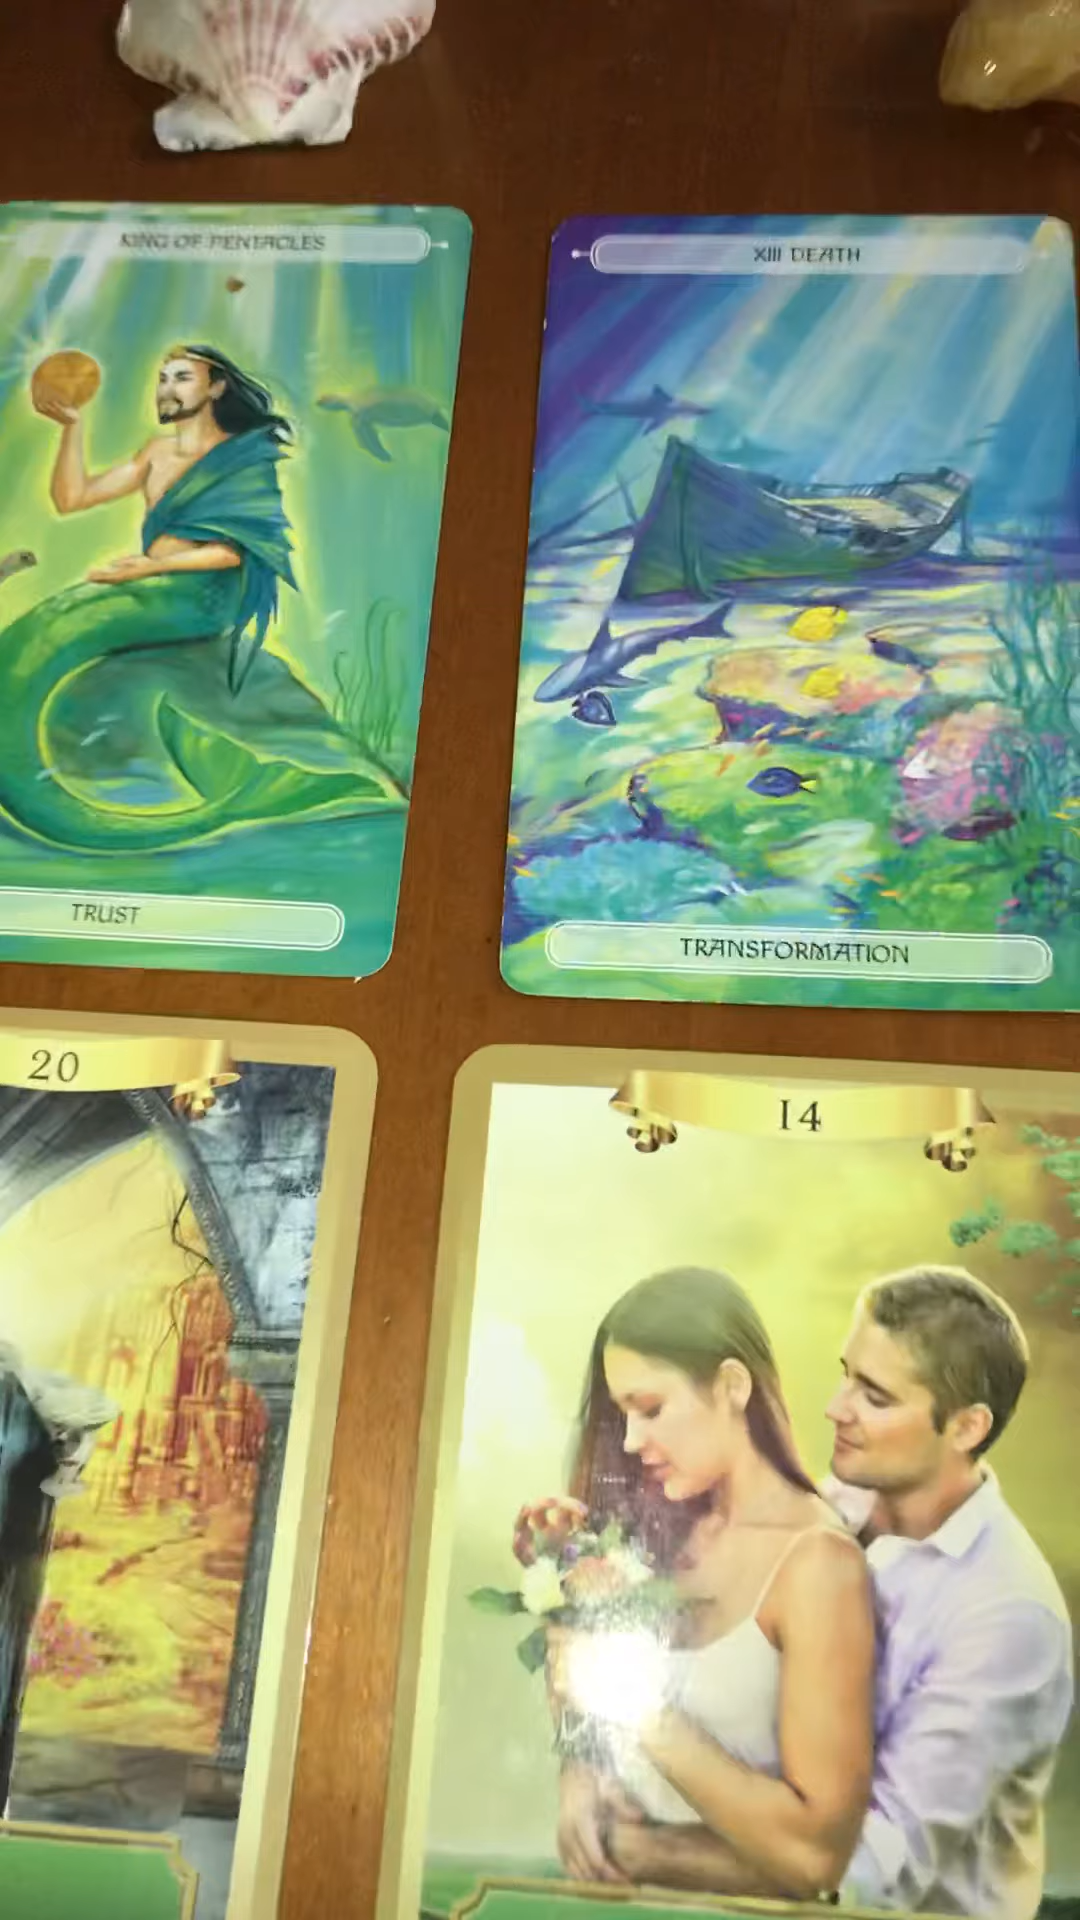 KING OF PENTACLES
XIII DEATH
TRUST
TRANSFORMATION
20
14